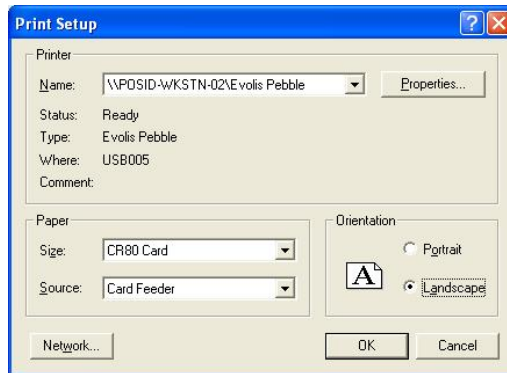 Print Setup
Printer
Name: \\POSID-WKSTN-02\Evolis Pebble Properties...
Status: Ready
Type: Evolis Pebble
Where: USB005
Comment:
Paper
Size: CR80 Card
Source: Card Feeder
Orientation
A
Portrait
Landscape
Network... OK Cancel